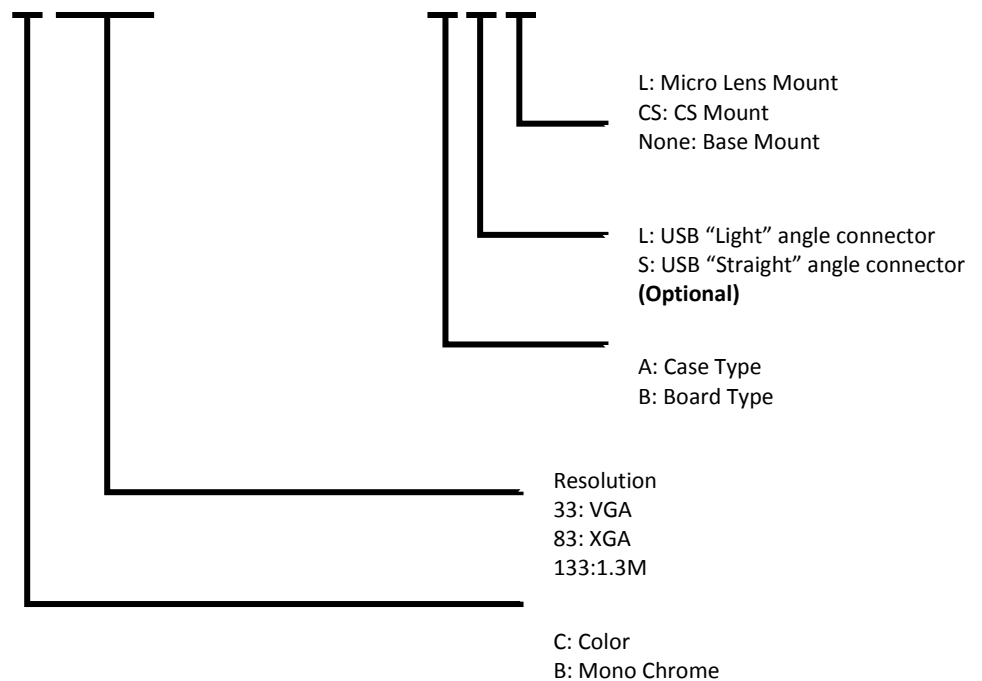 L: Micro Lens Mount
CS: CS Mount
None: Base Mount
L: USB “Light” angle connector
S: USB “Straight” angle connector
(Optional)
A: Case Type
B: Board Type
Resolution
33: VGA
83: XGA
133:1.3M
C: Color
B: Mono Chrome